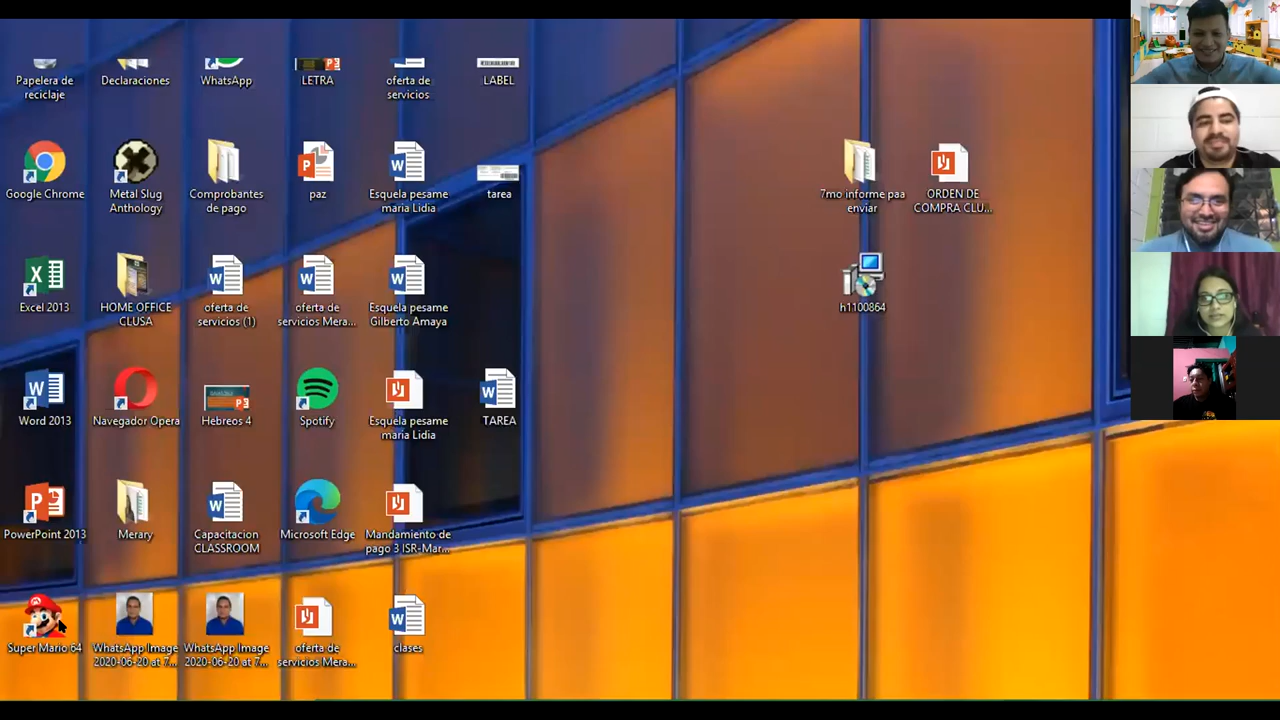 Papelera de
reciclaje
Declaraciones
WhatsApp
LETRA
oferta de
servicios
LABEL
Google Chrome
Metal Slug
Anthology
Comprobantes
de pago
paz
Esquela pesame
maria Lidia
tarea
7mo informe paa
enviar
ORDEN DE
COMPRA CLU...
Excel 2013
HOME OFFICE
CLUSA
oferta de
servicios (1)
oferta de
servicios Mera...
Esquela pesame
Gilberto Amaya
h1100864
Word 2013
Navegador Opera
Hebreos 4
Spotify
Esquela pesame
maria Lidia
TAREA
PowerPoint 2013
Merary
Capacitacion
CLASSROOM
Microsoft Edge
Mandamiento de
pago 3 ISR-Mar...
Super Mario 64
WhatsApp Image
2020-06-20 at 7...
WhatsApp Image
2020-06-20 at 7...
oferta de
servicios Mera...
clases